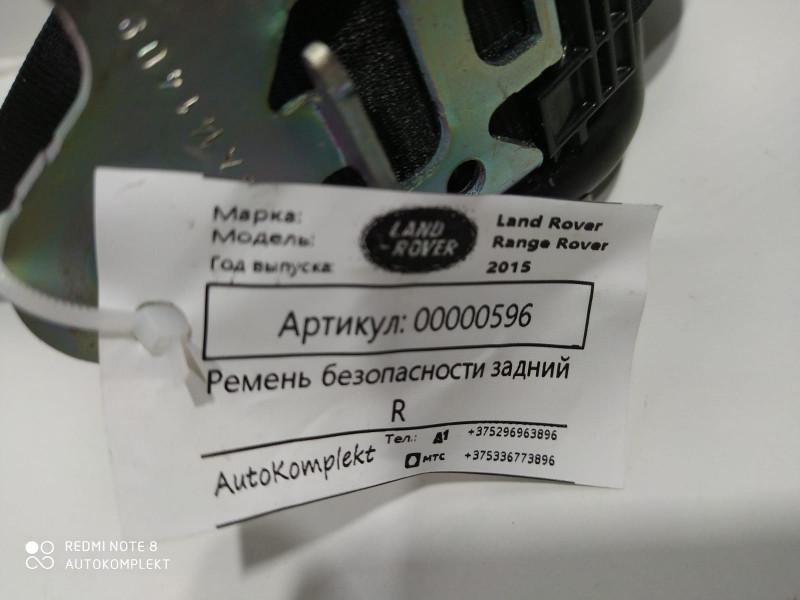 Марка:
Модель:
Год выпуска:
LAND
-ROVER
Land Rover
Range Rover
2015
Артикул: 00000596
Ремень безопасности задний
R
AutoKomplekt
Тел.: A1 +375296963896
МТС +375336773896
REDMI NOTE 8
AUTOKOMPLEKT